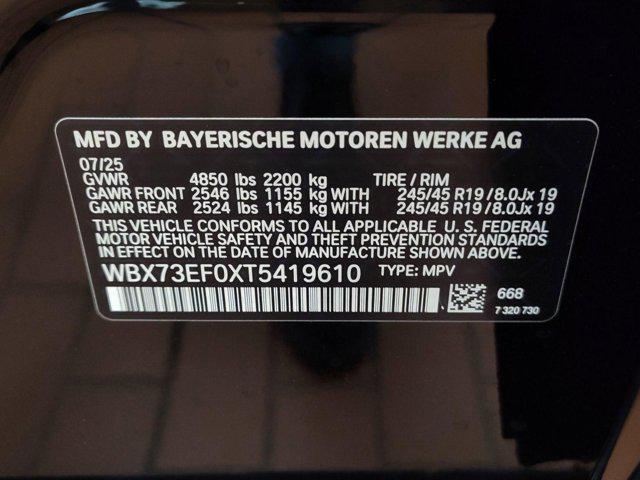 MFD BY BAYERISCHE MOTOREN WERKE AG
07/25
GVWR 4850 lbs 2200 kg TIRE / RIM
GAWR FRONT 2546 lbs 1155 kg WITH 245/45 R19 / 8.0Jx 19
GAWR REAR 2524 lbs 1145 kg WITH 245/45 R19 / 8.0Jx 19
THIS VEHICLE CONFORMS TO ALL APPLICABLE U. S. FEDERAL
MOTOR VEHICLE SAFETY AND THEFT PREVENTION STANDARDS
IN EFFECT ON THE DATE OF MANUFACTURE SHOWN ABOVE.
WBX73EF0XT5419610 TYPE: MPV
668
7 320 730